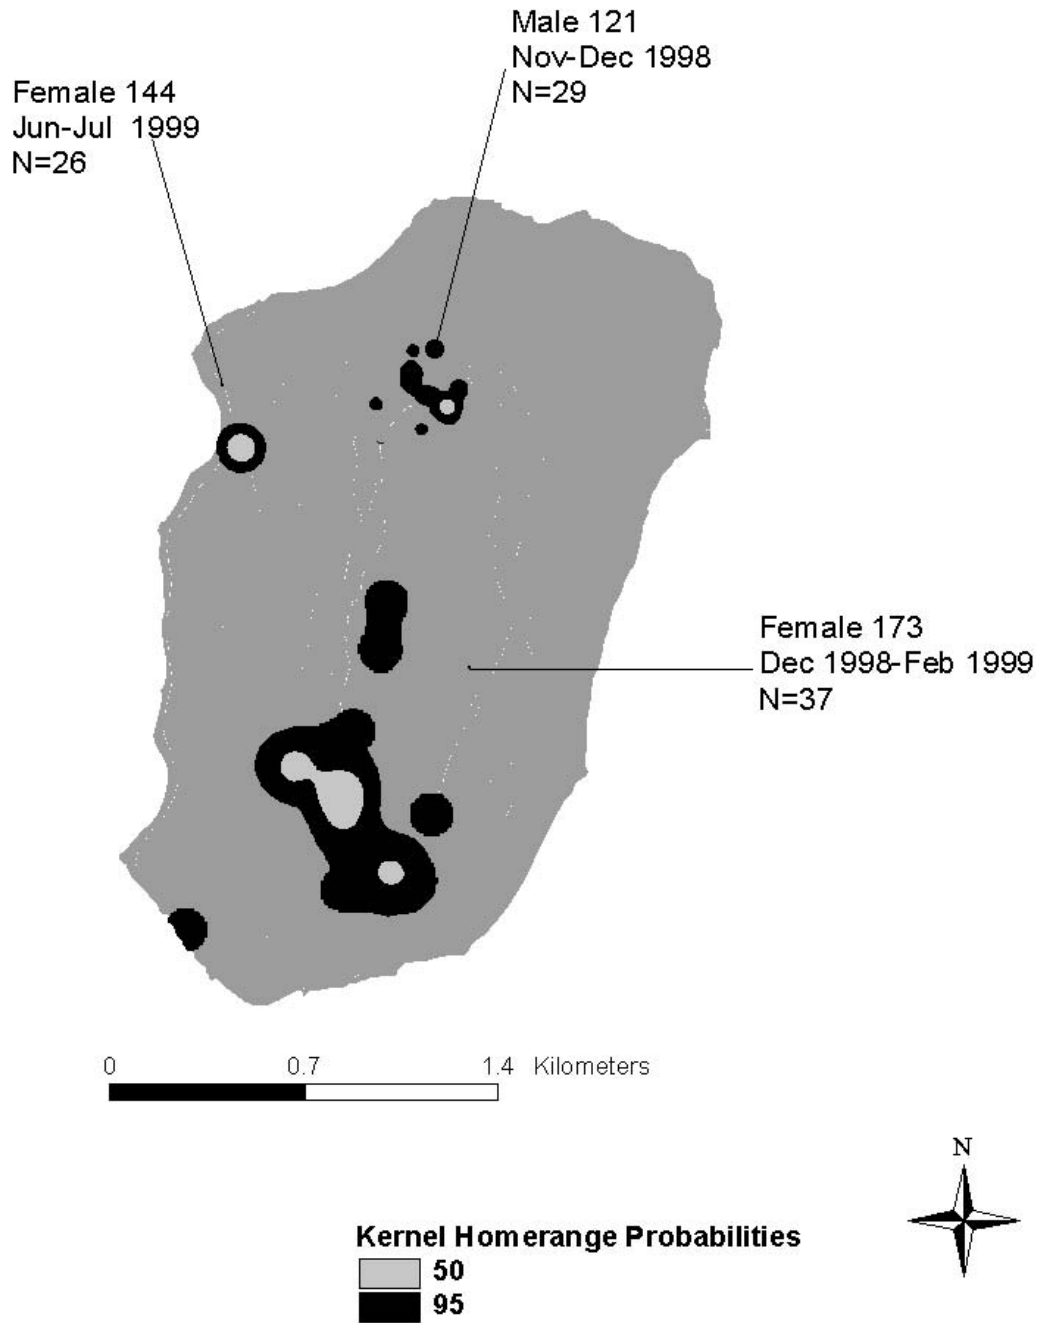 Male 121
Nov-Dec 1998
N=29
Female 144
Jun-Jul 1999
N=26
Female 173
Dec 1998-Feb 1999
N=37
0 0.7 1.4 Kilometers
N
Kernel Homerange Probabilities
50
95